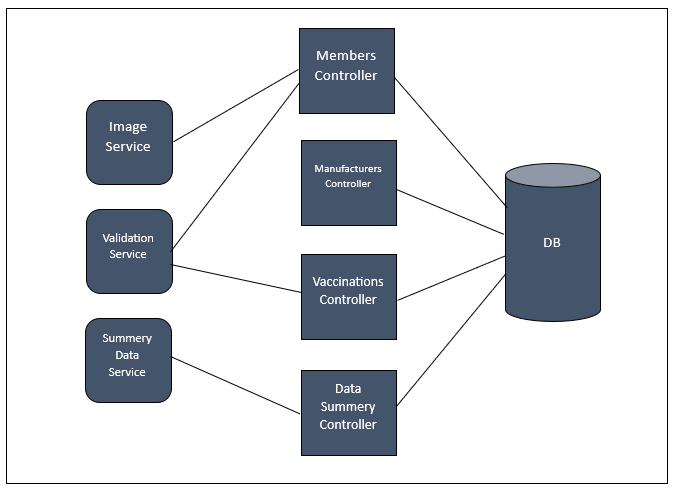 Members
Controller
Image
Service
Manufacturers
Controller
Validation
Service
DB
Vaccinations
Controller
Summery
Data
Service
Data
Summery
Controller